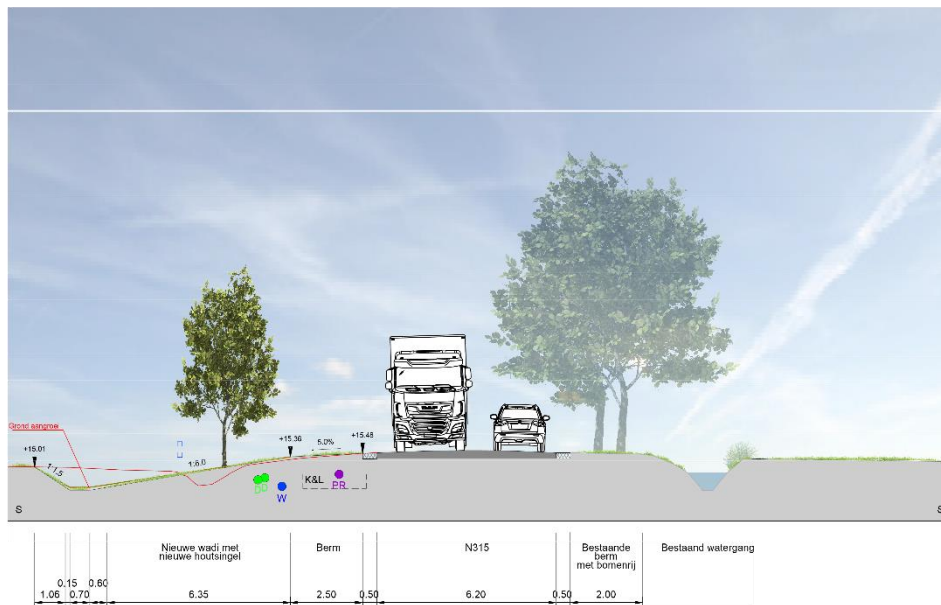 Grond aangroei
+15.01
1:1,5
1:6.0
+15.36
5.0%
+15.48
K&L
PR
W
S
S
Nieuwe wadi met
nieuwe houtsingel
Berm
N315
Bestaande
berm
met bomenrij
Bestaand watergang
1.06
0.15
0.70
0.60
6.35
2.50
0.50
6.20
0.50
2.00